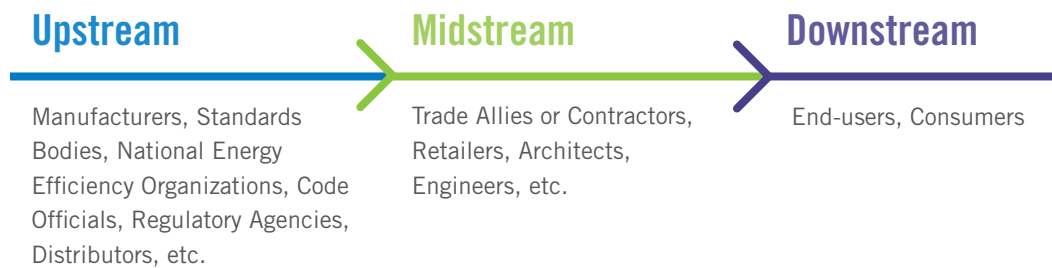 Upstream
Manufacturers, Standards
Bodies, National Energy
Efficiency Organizations, Code
Officials, Regulatory Agencies,
Distributors, etc.
Midstream
Trade Allies or Contractors,
Retailers, Architects,
Engineers, etc.
Downstream
End-users, Consumers